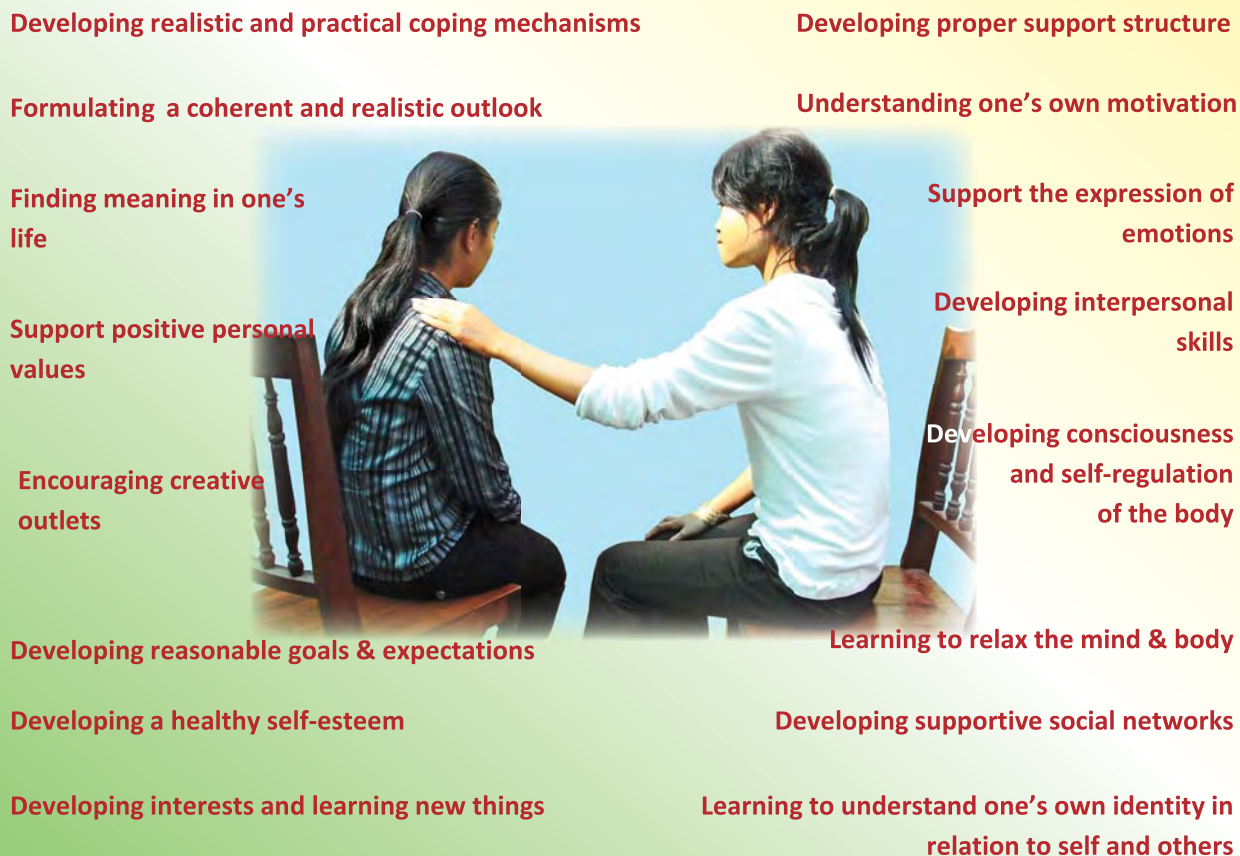 Developing realistic and practical coping mechanisms
Developing proper support structure
Formulating a coherent and realistic outlook
Understanding one’s own motivation
Finding meaning in one’s
life
Support the expression of
emotions
Support positive personal
values
Developing interpersonal
skills
Encouraging creative
outlets
Developing consciousness
and self-regulation
of the body
Developing reasonable goals & expectations
Learning to relax the mind & body
Developing a healthy self-esteem
Developing supportive social networks
Developing interests and learning new things
Learning to understand one’s own identity in
relation to self and others